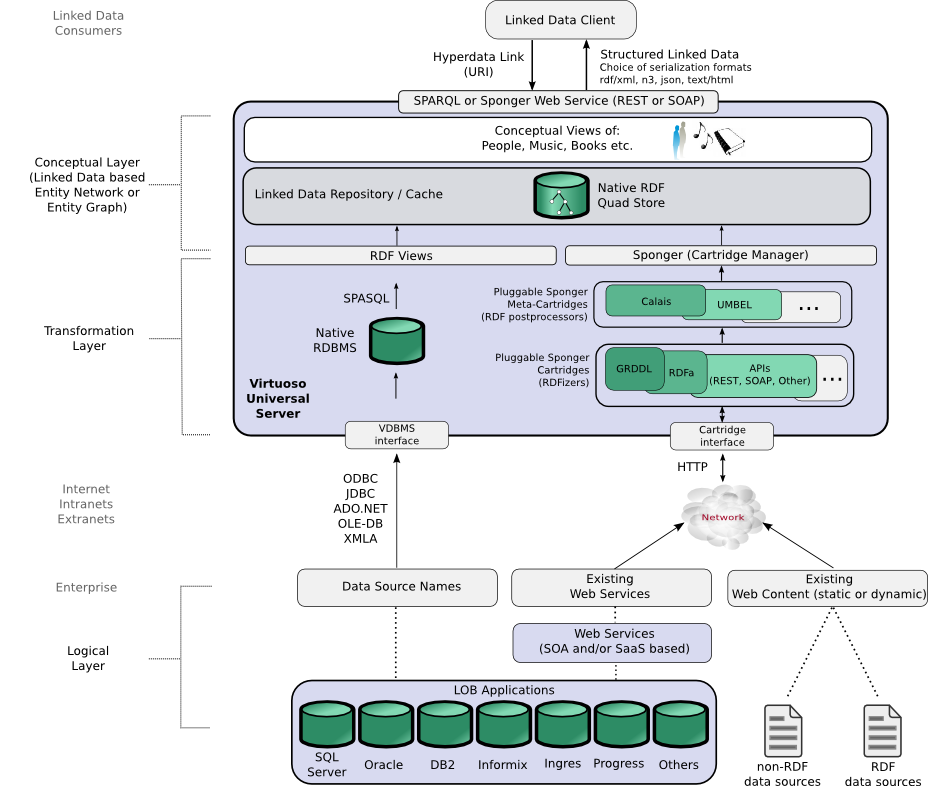 Linked Data
Consumers
Linked Data Client
Hyperdata Link
(URI)
Structured Linked Data
Choice of serialization formats
rdf/xml, n3, json, text/html
SPARQL or Sponger Web Service (REST or SOAP)
Conceptual Views of:
People, Music, Books etc.
Conceptual Layer
(Linked Data based
Entity Network or
Entity Graph)
Linked Data Repository / Cache
Native RDF
Quad Store
RDF Views
Sponger (Cartridge Manager)
SPASQL
Native
RDBMS
Pluggable Sponger
Meta-Cartridges
(RDF postprocessors)
Calais
UMBEL
...
Transformation
Layer
Pluggable Sponger
Cartridges
(RDFizers)
GRDDL
RDFa
APIs
(REST, SOAP, Other)
...
Virtuoso
Universal
Server
VDBMS
interface
Cartridge
interface
HTTP
Network
Internet
Intranets
Extranets
ODBC
JDBC
ADO.NET
OLE-DB
XMLA
Enterprise
Data Source Names
Existing
Web Services
Existing
Web Content (static or dynamic)
Logical
Layer
Web Services
(SOA and/or SaaS based)
LOB Applications
SQL
Server
Oracle
DB2
Informix
Ingres
Progress
Others
non-RDF
data sources
RDF
data sources